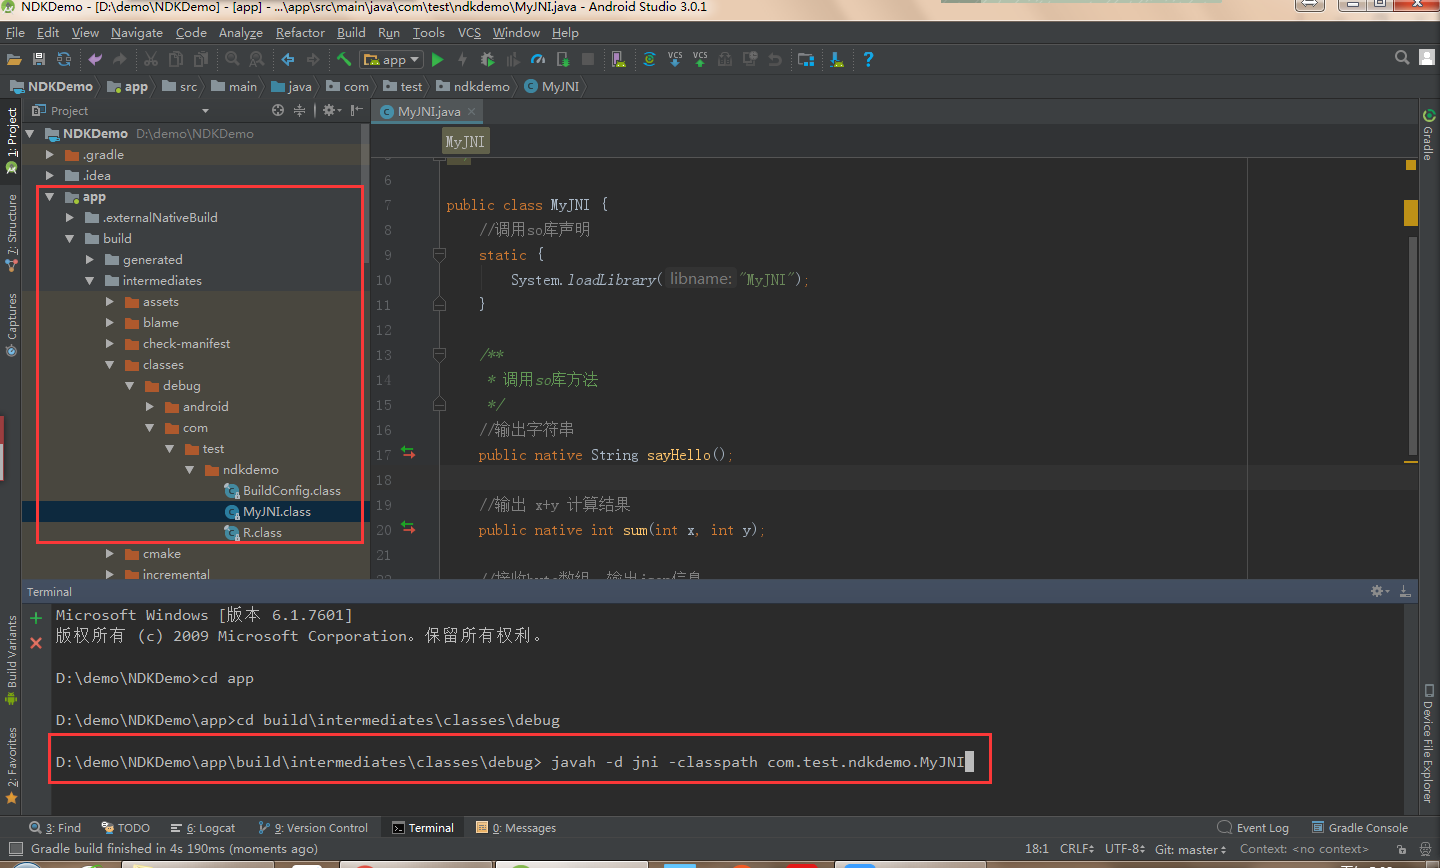 NDKDemo - [D:\demo\NDKDemo] - [app] - ...\app\src\main\java\com\test\ndkdemo\MyJNI.java - Android Studio 3.0.1
File Edit View Navigate Code Analyze Refactor Build Run Tools VCS Window Help
app
VCS VCS
NDKDemo app src main java com test ndkdemo MyJNI
Project
MyJNI.java
MyJNI
NDKDemo D:\demo\NDKDemo
.gradle
.idea
app
.externalNativeBuild
build
generated
intermediates
assets
blame
check-manifest
classes
debug
android
com
test
ndkdemo
BuildConfig.class
MyJNI.class
R.class
cmake
incremental
6
7 public class MyJNI {
8 //调用so库声明
9 static {
10 System.loadLibrary( libname: "MyJNI");
11 }
12
13 /**
14 * 调用so库方法
15 */
16 //输出字符串
17 public native String sayHello();
18
19 //输出 x+y 计算结果
20 public native int sum(int x, int y);
21
1: Project
7: Structure
Captures
Build Variants
2: Favorites
Gradle
Device File Explorer
Terminal
Microsoft Windows [版本 6.1.7601]
版权所有 (c) 2009 Microsoft Corporation。保留所有权利。
D:\demo\NDKDemo>cd app
D:\demo\NDKDemo\app>cd build\intermediates\classes\debug
D:\demo\NDKDemo\app\build\intermediates\classes\debug> javah -d jni -classpath com.test.ndkdemo.MyJNI
3: Find TODO 6: Logcat 9: Version Control Terminal 0: Messages Event Log Gradle Console
Gradle build finished in 4s 190ms (moments ago) 18:1 CRLF UTF-8 Git: master Context: <no context>